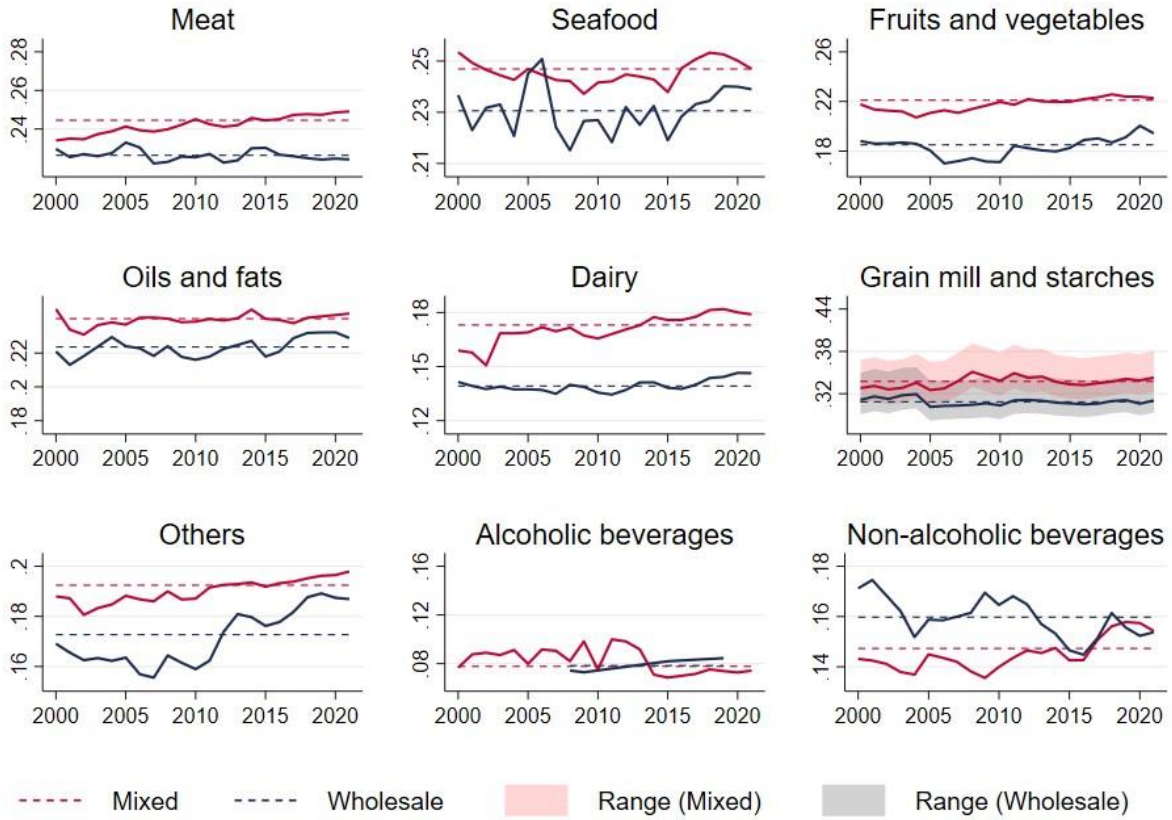 Meat
.28
.26
.24
2000 2005 2010 2015 2020
Seafood
.25
.23
.21
2000 2005 2010 2015 2020
Fruits and vegetables
.26
.22
.18
2000 2005 2010 2015 2020
Oils and fats
.22
.2
.18
2000 2005 2010 2015 2020
Dairy
.18
.15
.12
2000 2005 2010 2015 2020
Grain mill and starches
.44
.38
.32
2000 2005 2010 2015 2020
Others
.2
.18
.16
2000 2005 2010 2015 2020
Alcoholic beverages
.16
.12
.08
2000 2005 2010 2015 2020
Non-alcoholic beverages
.18
.16
.14
2000 2005 2010 2015 2020
Mixed Wholesale Range (Mixed) Range (Wholesale)